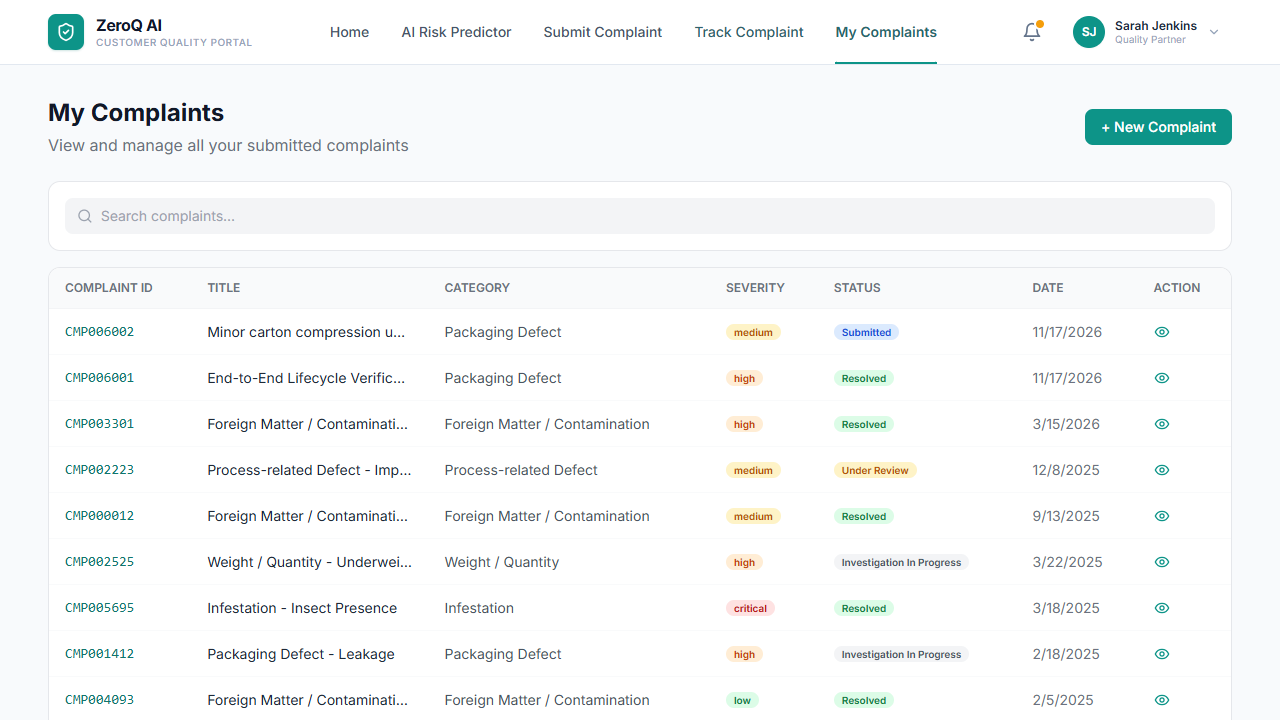 ZeroQ AI
CUSTOMER QUALITY PORTAL
Home AI Risk Predictor Submit Complaint Track Complaint My Complaints
SJ
Sarah Jenkins
Quality Partner
My Complaints
View and manage all your submitted complaints
+ New Complaint
Search complaints...
COMPLAINT ID TITLE CATEGORY SEVERITY STATUS DATE ACTION
CMP006002 Minor carton compression u... Packaging Defect medium Submitted 11/17/2026
CMP006001 End-to-End Lifecycle Verific... Packaging Defect high Resolved 11/17/2026
CMP003301 Foreign Matter / Contaminati... Foreign Matter / Contamination high Resolved 3/15/2026
CMP002223 Process-related Defect - Imp... Process-related Defect medium Under Review 12/8/2025
CMP000012 Foreign Matter / Contaminati... Foreign Matter / Contamination medium Resolved 9/13/2025
CMP002525 Weight / Quantity - Underwei... Weight / Quantity high Investigation In Progress 3/22/2025
CMP005695 Infestation - Insect Presence Infestation critical Resolved 3/18/2025
CMP001412 Packaging Defect - Leakage Packaging Defect high Investigation In Progress 2/18/2025
CMP004093 Foreign Matter / Contaminati... Foreign Matter / Contamination low Resolved 2/5/2025